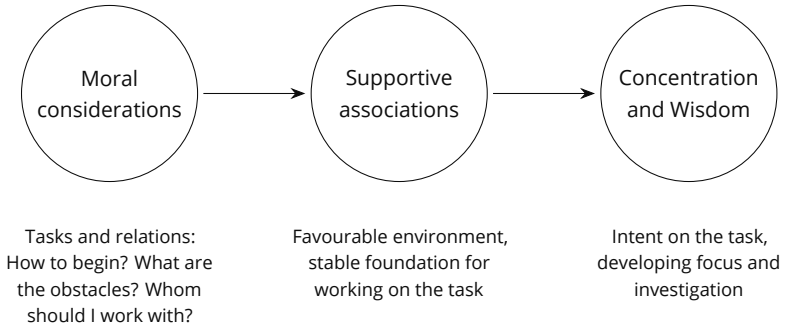 Moral
considerations
Supportive
associations
Concentration
and Wisdom
Tasks and relations:
How to begin? What are
the obstacles? Whom
should I work with?
Favourable environment,
stable foundation for
working on the task
Intent on the task,
developing focus and
investigation